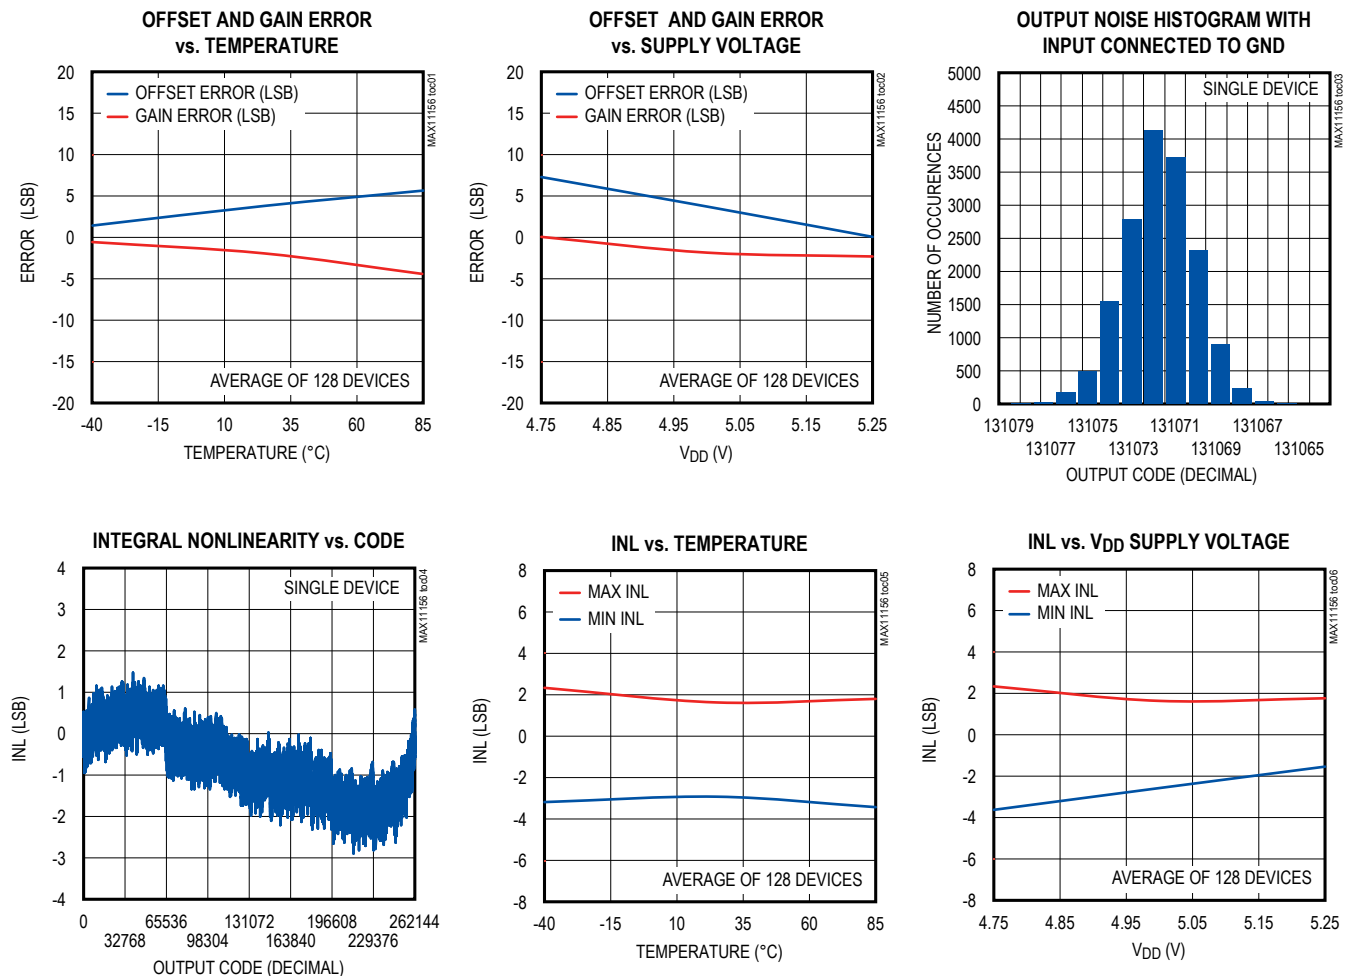 OFFSET AND GAIN ERROR
vs. TEMPERATURE
20
15
10
5
0
-5
-10
-15
-20
ERROR (LSB)
OFFSET ERROR (LSB)
GAIN ERROR (LSB)
AVERAGE OF 128 DEVICES
MAX11156 toc01
-40 -15 10 35 60 85
TEMPERATURE (°C)
OFFSET AND GAIN ERROR
vs. SUPPLY VOLTAGE
20
15
10
5
0
-5
-10
-15
-20
ERROR (LSB)
OFFSET ERROR (LSB)
GAIN ERROR (LSB)
AVERAGE OF 128 DEVICES
MAX11156 toc02
4.75 4.85 4.95 5.05 5.15 5.25
VDD (V)
OUTPUT NOISE HISTOGRAM WITH
INPUT CONNECTED TO GND
5000
4500
4000
3500
3000
2500
2000
1500
1000
500
0
NUMBER OF OCCURENCES
SINGLE DEVICE
MAX11156 toc03
131079 131075 131071 131067
131077 131073 131069 131065
OUTPUT CODE (DECIMAL)
INTEGRAL NONLINEARITY vs. CODE
4
3
2
1
0
-1
-2
-3
-4
INL (LSB)
SINGLE DEVICE
MAX11156 toc04
0 65536 131072 196608 262144
32768 98304 163840 229376
OUTPUT CODE (DECIMAL)
INL vs. TEMPERATURE
8
6
4
2
0
-2
-4
-6
-8
INL (LSB)
MAX INL
MIN INL
AVERAGE OF 128 DEVICES
MAX11156 toc05
-40 -15 10 35 60 85
TEMPERATURE (°C)
INL vs. VDD SUPPLY VOLTAGE
8
6
4
2
0
-2
-4
-6
-8
INL (LSB)
MAX INL
MIN INL
AVERAGE OF 128 DEVICES
MAX11156 toc06
4.75 4.85 4.95 5.05 5.15 5.25
VDD (V)